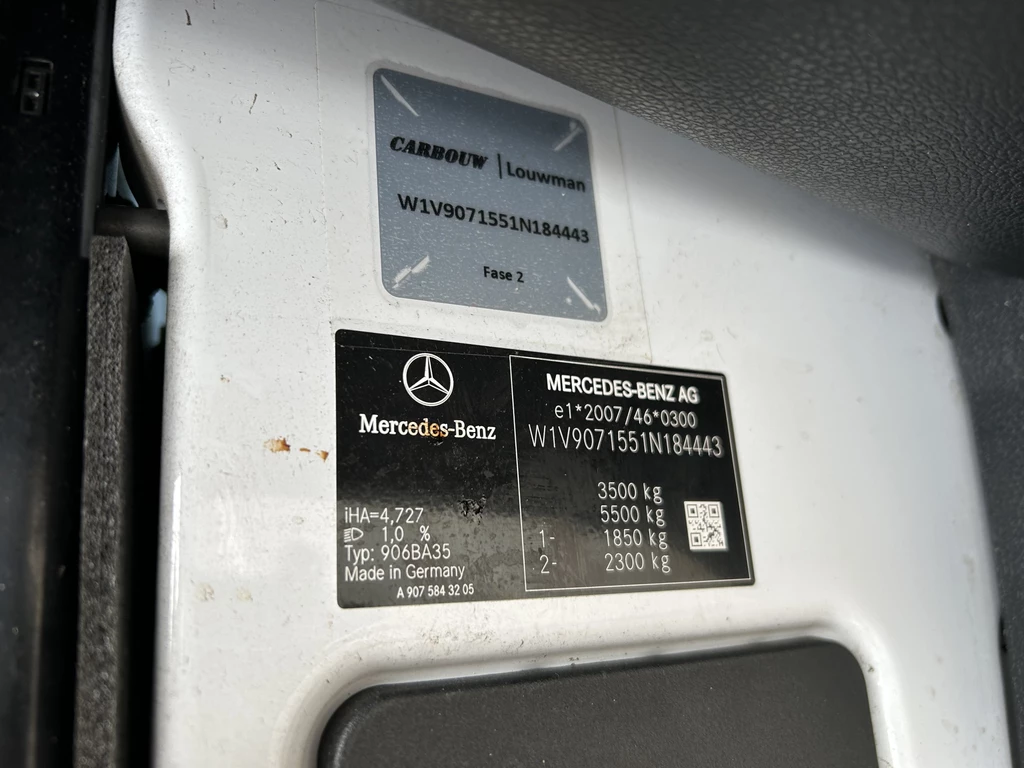 CARBOUW | Louwman
W1V9071551N184443
Fase 2
Mercedes-Benz
iHA=4,727
1,0 %
Typ: 906BA35
Made in Germany
A 907 584 32 05
MERCEDES-BENZ AG
e1*2007/46*0300
W1V9071551N184443
3500 kg
5500 kg
1- 1850 kg
2- 2300 kg